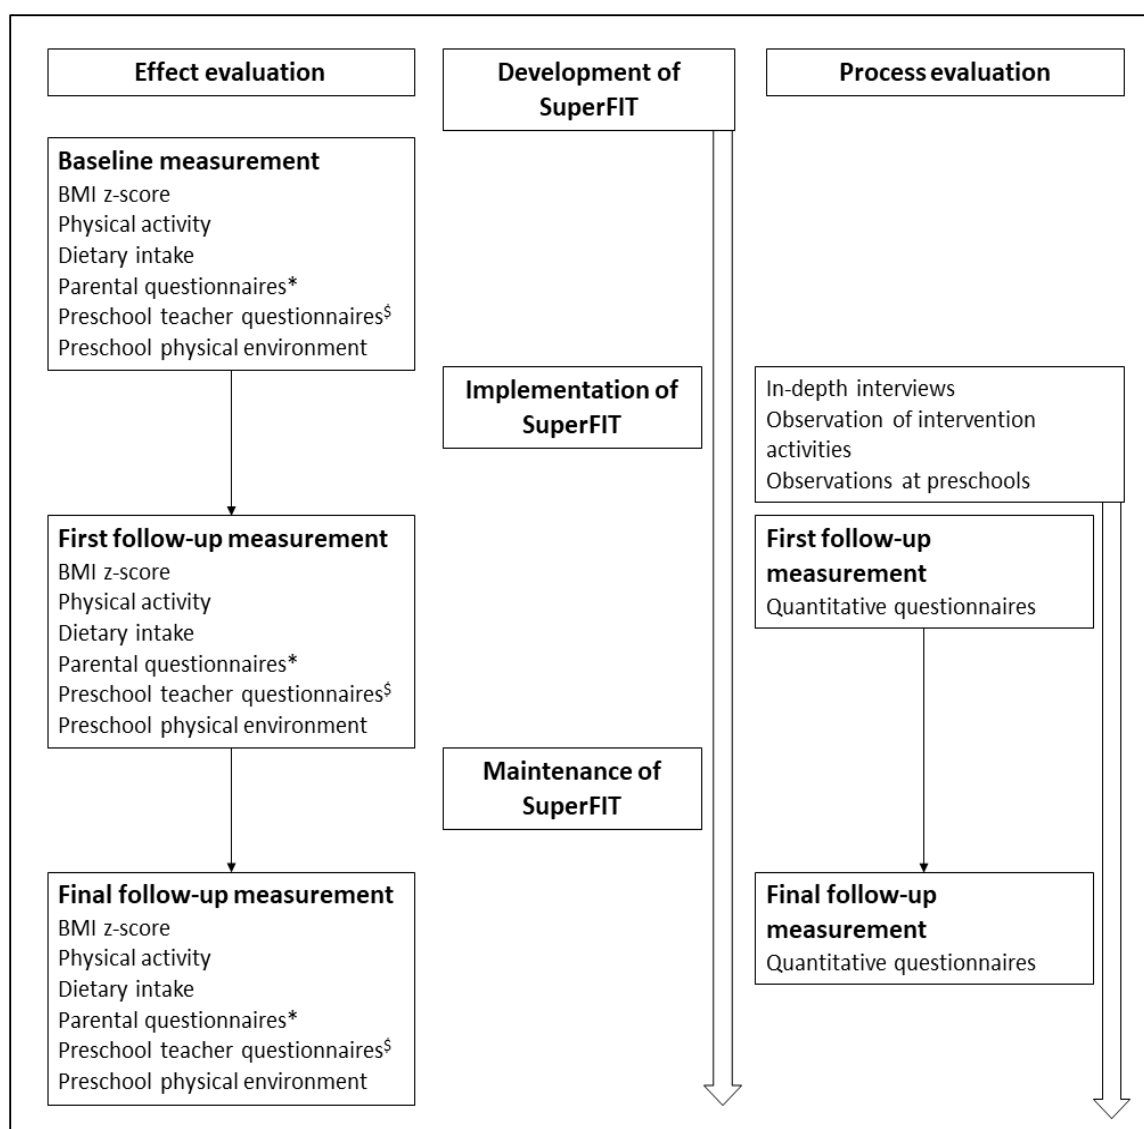 Effect evaluation
Baseline measurement
BMI z-score
Physical activity
Dietary intake
Parental questionnaires*
Preschool teacher questionnaires$
Preschool physical environment
First follow-up measurement
BMI z-score
Physical activity
Dietary intake
Parental questionnaires*
Preschool teacher questionnaires$
Preschool physical environment
Final follow-up measurement
BMI z-score
Physical activity
Dietary intake
Parental questionnaires*
Preschool teacher questionnaires$
Preschool physical environment
Development of
SuperFIT
Implementation of
SuperFIT
Maintenance of
SuperFIT
Process evaluation
In-depth interviews
Observation of intervention
activities
Observations at preschools
First follow-up
measurement
Quantitative questionnaires
Final follow-up
measurement
Quantitative questionnaires